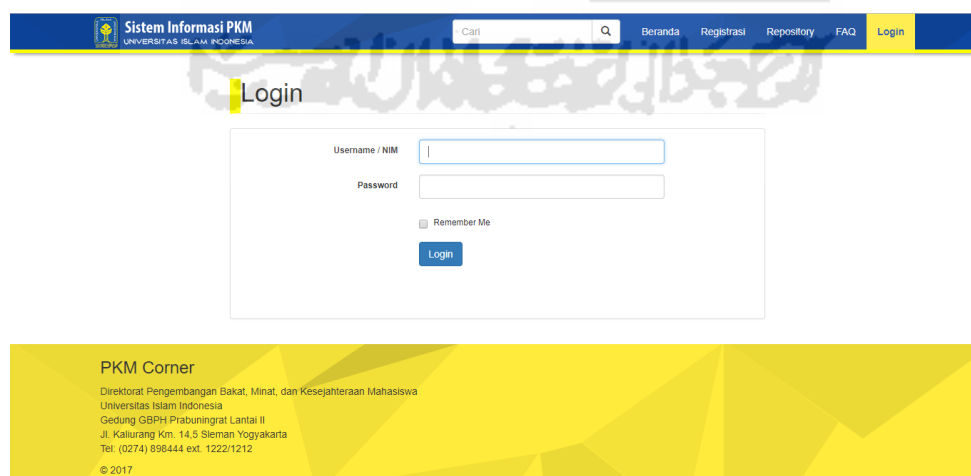 Sistem Informasi PKM
UNIVERSITAS ISLAM INDONESIA
Cari
Beranda
Registrasi
Repository
FAQ
Login
Login
Username / NIM
Password
Remember Me
Login
PKM Corner
Direktorat Pengembangan Bakat, Minat, dan Kesejahteraan Mahasiswa
Universitas Islam Indonesia
Gedung GBPH Prabuningrat Lantai II
Jl. Kaliurang Km. 14,5 Sleman Yogyakarta
Tel: (0274) 898444 ext. 1222/1212
© 2017